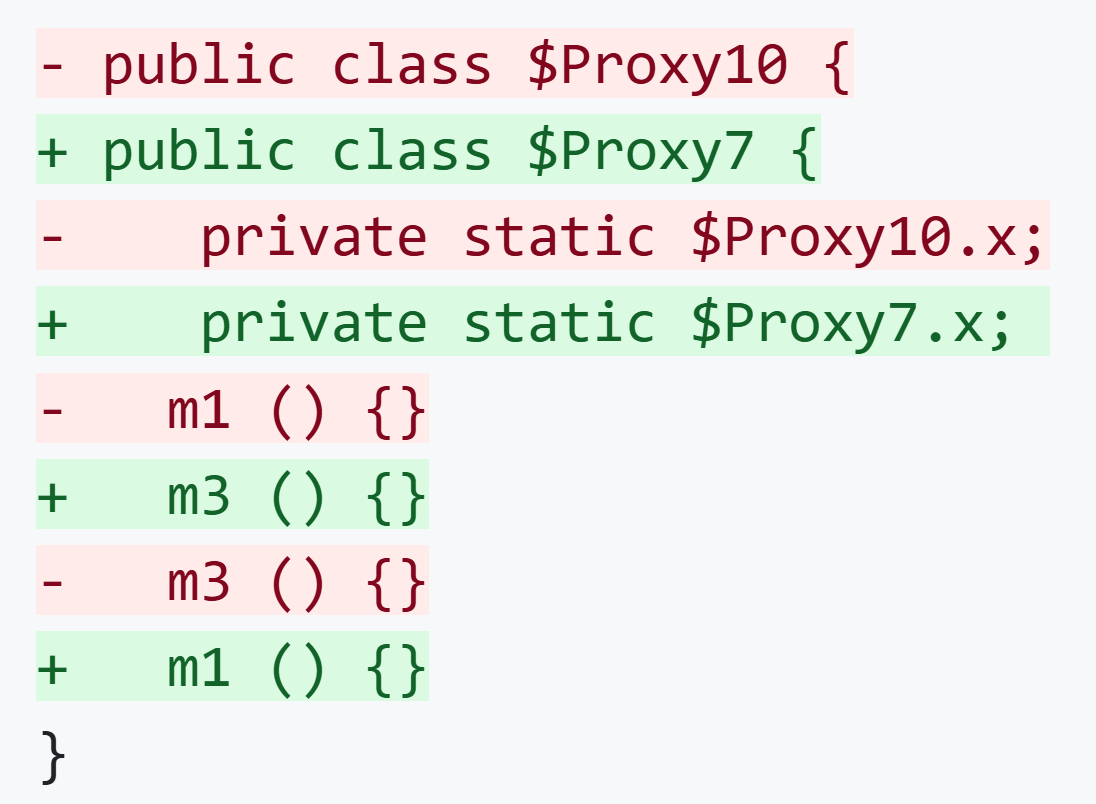 - public class $Proxy10 {
+ public class $Proxy7 {
-    private static $Proxy10.x;
+    private static $Proxy7.x;
-   m1 () {}
+   m3 () {}
-   m3 () {}
+   m1 () {}
}